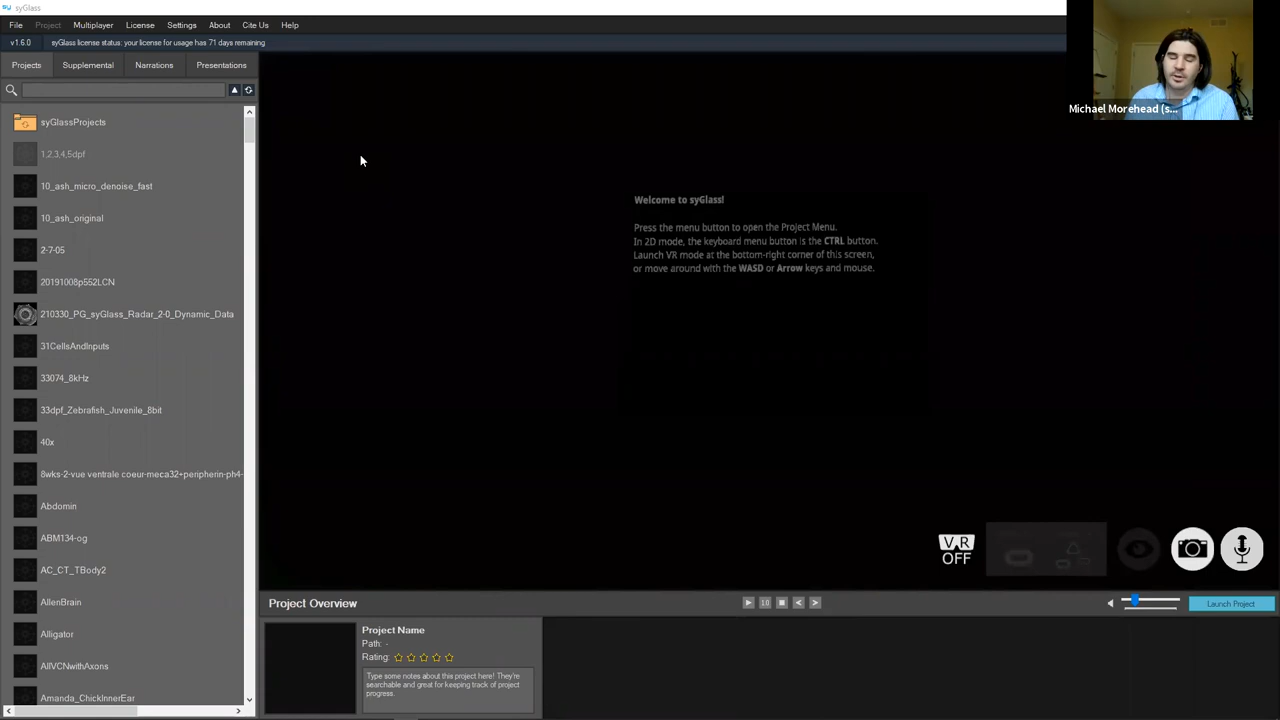 syGlass
File Project Multiplayer License Settings About Cite Us Help
v1.6.0 syGlass license status: your license for usage has 71 days remaining
Michael Morehead (s...
Projects Supplemental Narrations Presentations
syGlassProjects
1,2,3,4,5dpf
10_ash_micro_denoise_fast
10_ash_original
2-7-05
20191008p552LCN
210330_PG_syGlass_Radar_2-0_Dynamic_Data
31CellsAndInputs
33074_8kHz
33dpf_Zebrafish_Juvenile_8bit
40x
8wks-2-vue ventrale coeur-meca32+peripherin-ph4-
Abdomin
ABM134-og
AC_CT_TBody2
AllenBrain
Alligator
AllVCNwithAxons
Amanda_ChickInnerEar
Welcome to syGlass!
Press the menu button to open the Project Menu.
In 2D mode, the keyboard menu button is the CTRL button.
Launch VR mode at the bottom-right corner of this screen,
or move around with the WASD or Arrow keys and mouse.
VR
OFF
Project Overview 1.0 Launch Project
Project Name
Path: -
Rating:
Type some notes about this project here! They're
searchable and great for keeping track of project
progress.